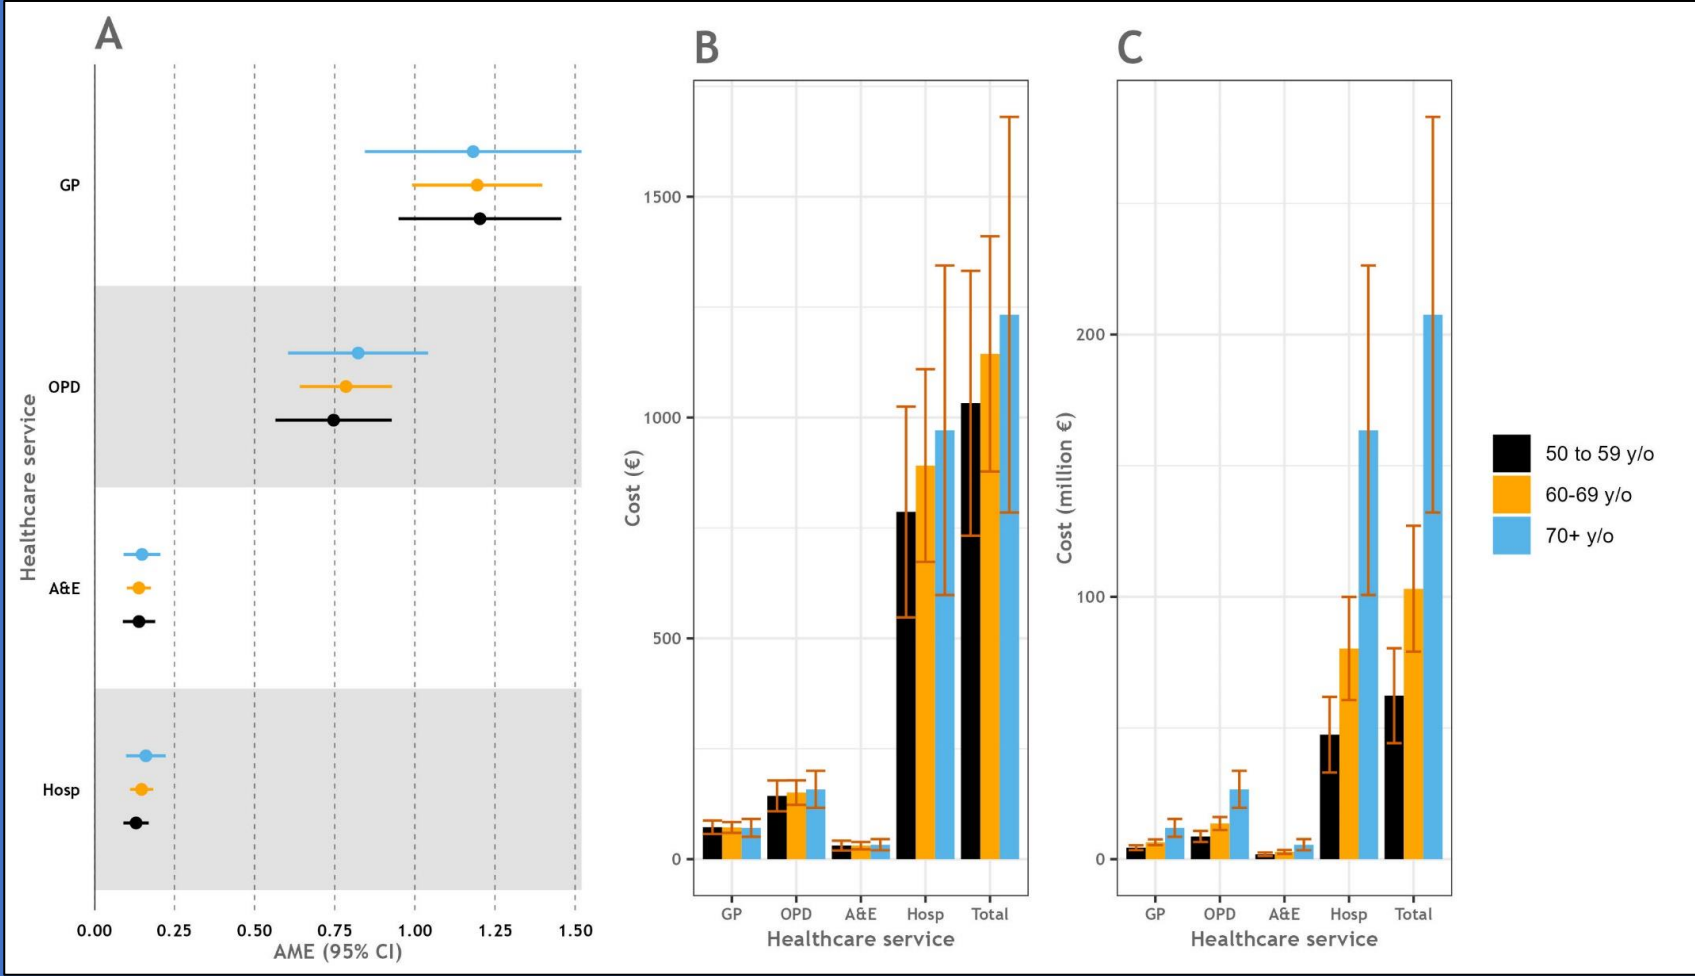 A
Healthcare service
GP
OPD
A&E
Hosp
0.00 0.25 0.50 0.75 1.00 1.25 1.50
AME (95% CI)
B
Cost (€)
1500
1000
500
0
GP OPD A&E Hosp Total
Healthcare service
C
Cost (million €)
200
100
0
GP OPD A&E Hosp Total
Healthcare service
50 to 59 y/o
60-69 y/o
70+ y/o